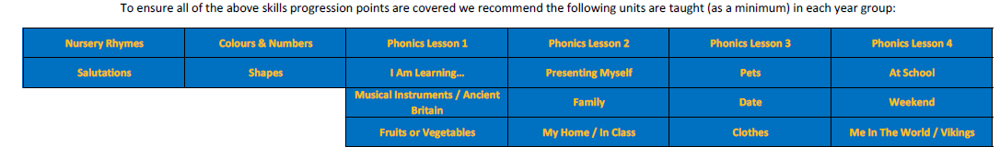 To ensure all of the above skills progression points are covered we recommend the following units are taught (as a minimum) in each year group:
Nursery Rhymes Colours & Numbers Phonics Lesson 1 Phonics Lesson 2 Phonics Lesson 3 Phonics Lesson 4
Salutations Shapes I Am Learning... Presenting Myself Pets At School
Musical Instruments / Ancient
Britain Family Date Weekend
Fruits or Vegetables My Home / In Class Clothes Me In The World / Vikings